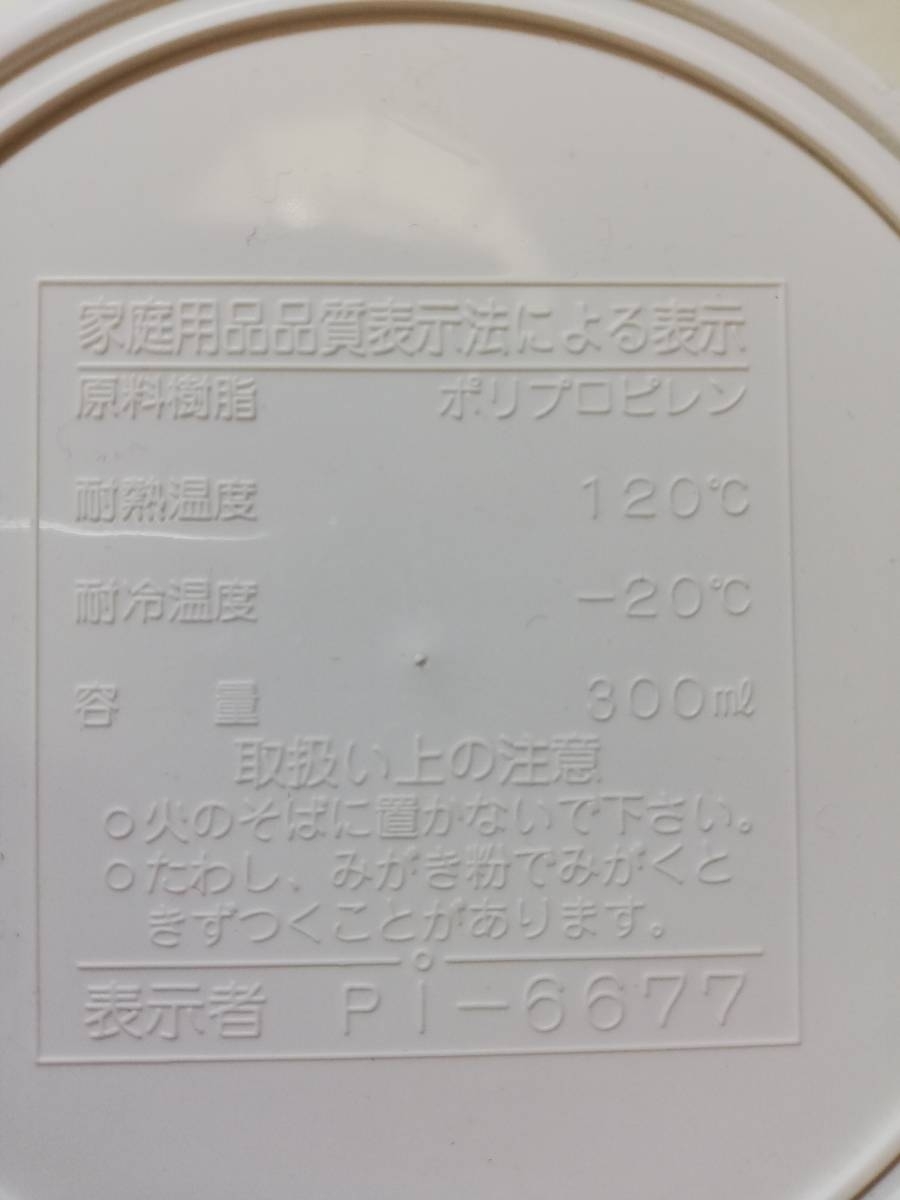 家庭用品品質表示法による表示
原料樹脂 ポリプロピレン
耐熱温度 120℃
耐冷温度 -20℃
容量 300㎖
取扱い上の注意
○火のそばに置かないで下さい。
○たわし、みがき粉でみがくと
きずつくことがあります。
表示者 PI-6677